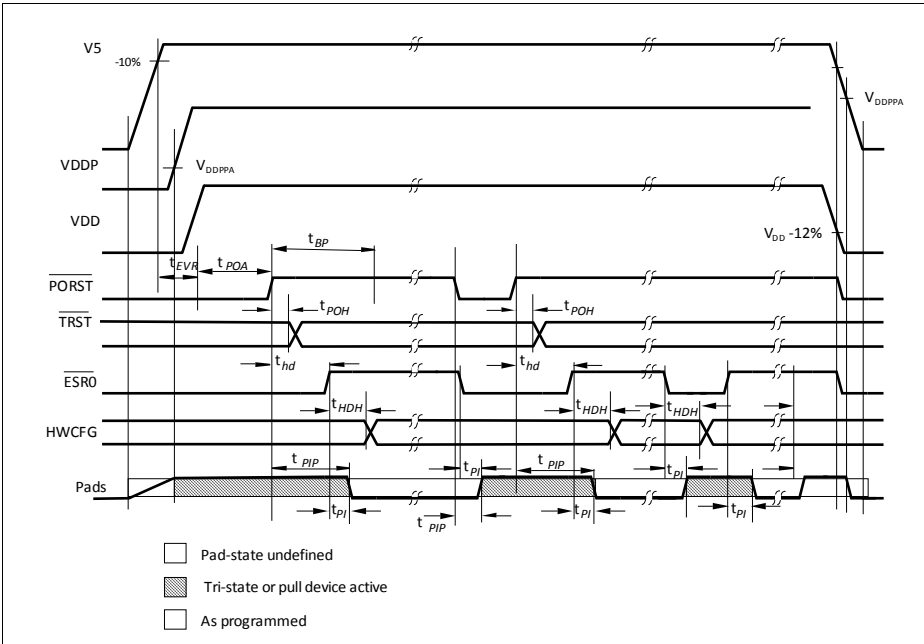 V5
-10%
VDDPPA
VDDP
VDDPPA
VDD
VDD -12%
tBP
tEVR
tPOA
PORST
tPOH
tPOH
TRST
thd
thd
ESR0
tHDH
tHDH
tHDH
HWCFG
tPIP
tPI
tPIP
tPI
Pads
tPI
tPIP
tPI
tPI
Pad-state undefined
Tri-state or pull device active
As programmed